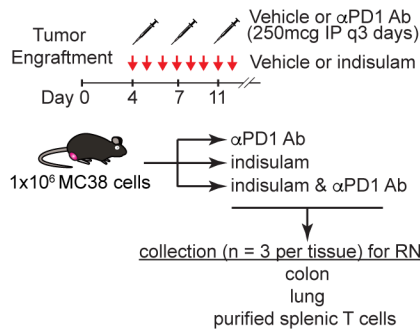 Tumor
Engraftment
Vehicle or αPD1 Ab
(250mcg IP q3 days)
Vehicle or indisulam
Day 0 4 7 11
1x10⁶ MC38 cells
αPD1 Ab
indisulam
indisulam & αPD1 Ab
collection (n = 3 per tissue) for RN
colon
lung
purified splenic T cells